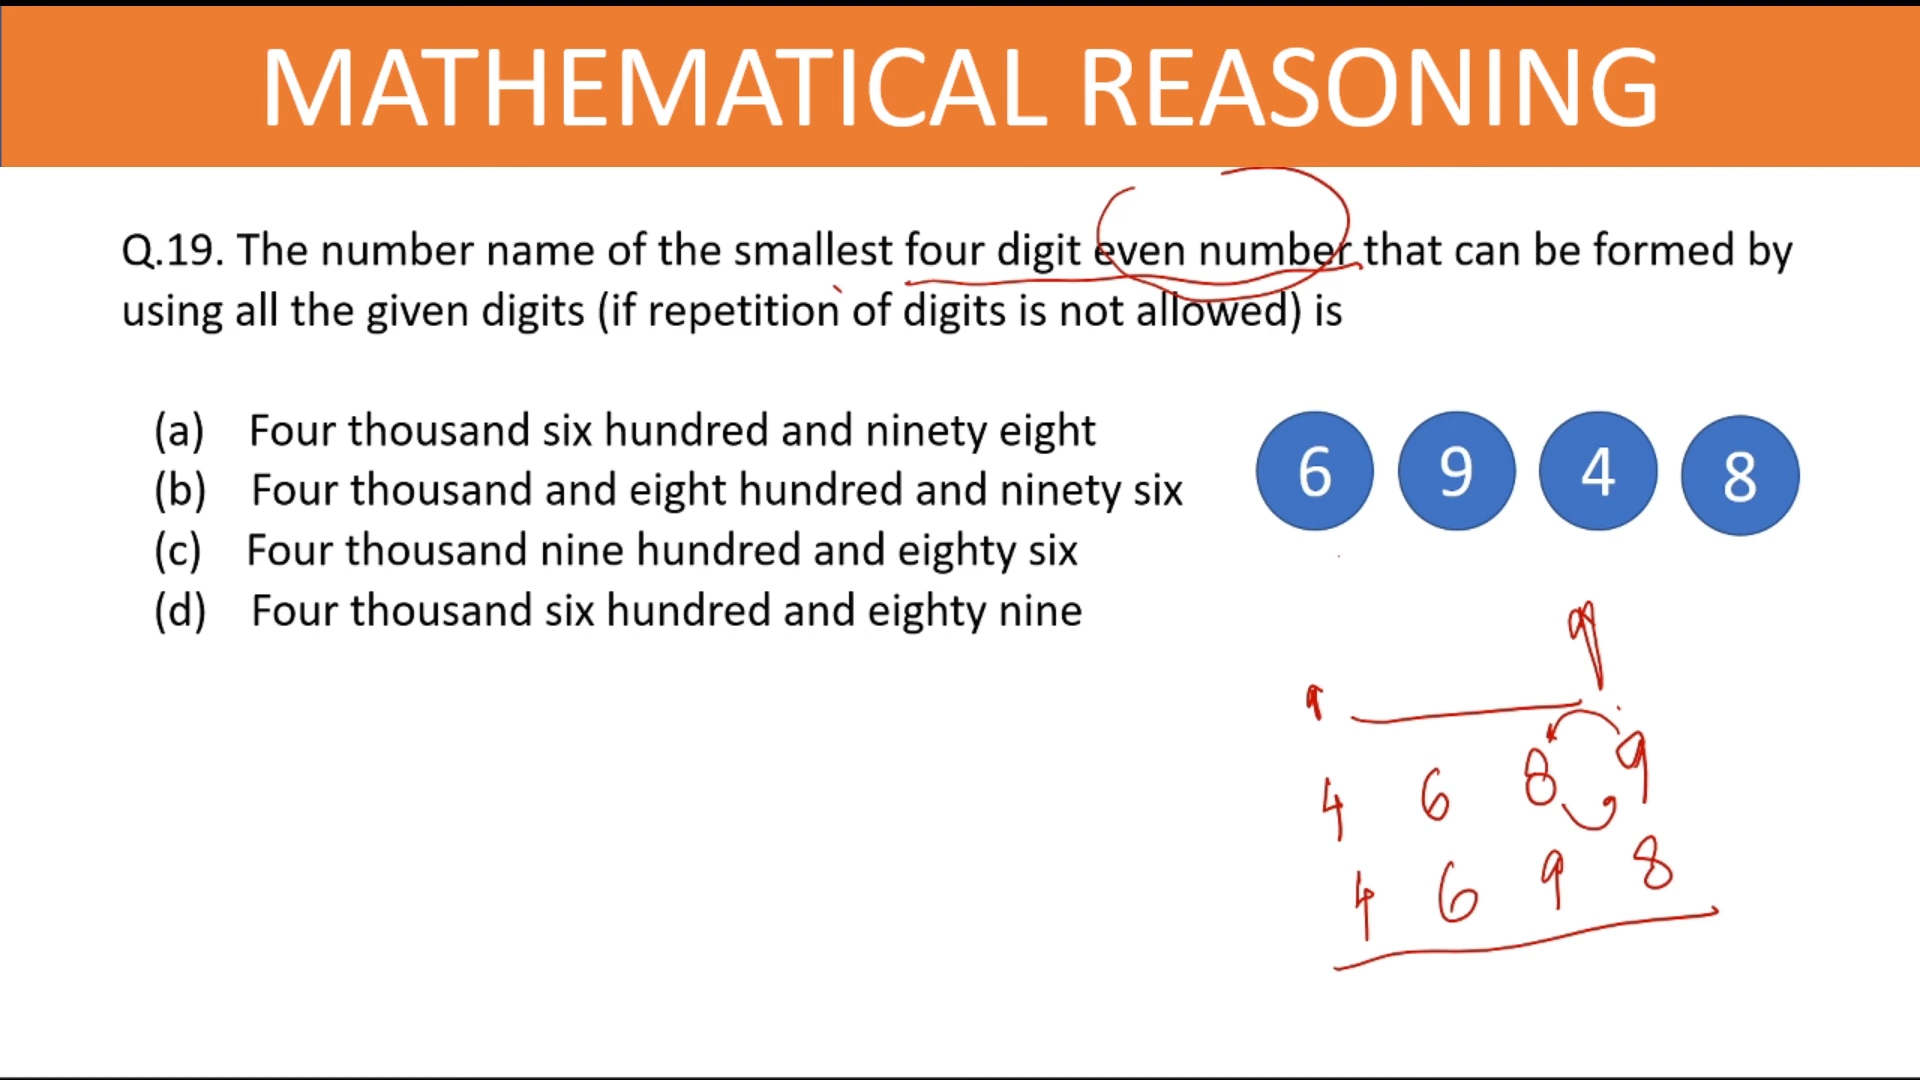 MATHEMATICAL REASONING
Q.19. The number name of the smallest four digit even number that can be formed by
using all the given digits (if repetition of digits is not allowed) is
(a) Four thousand six hundred and ninety eight
(b) Four thousand and eight hundred and ninety six
(c) Four thousand nine hundred and eighty six
(d) Four thousand six hundred and eighty nine
6 9 4 8
9
4 6 8 9
4 6 9 8